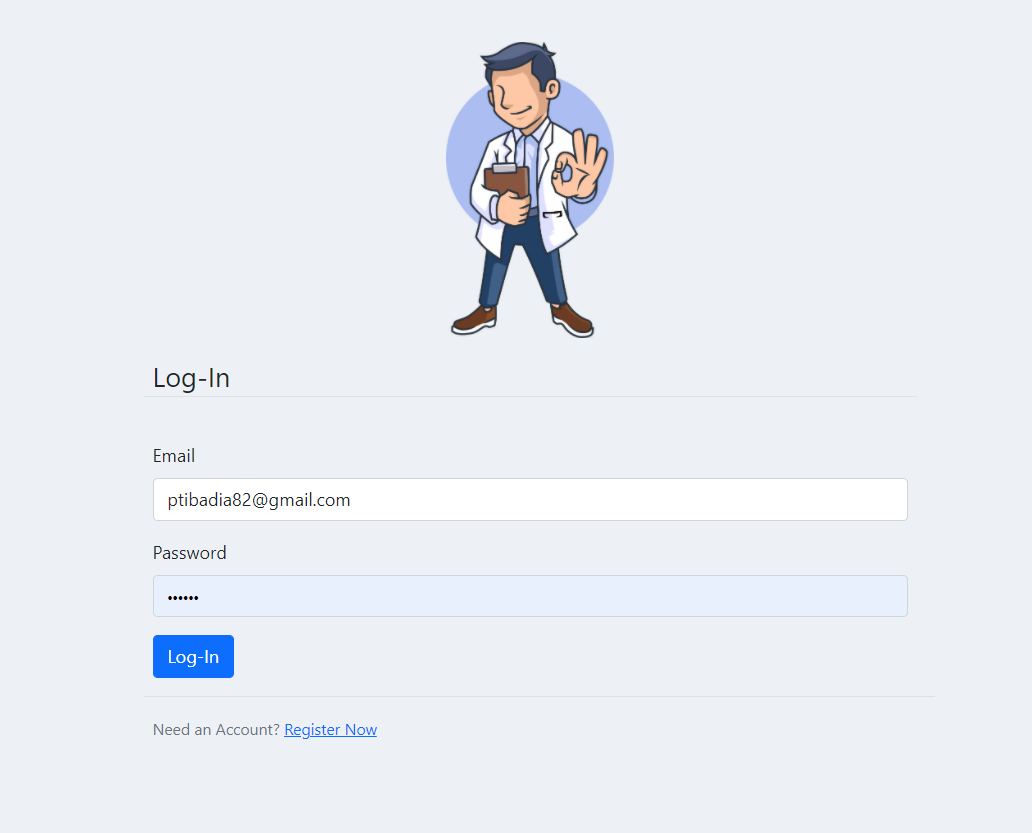 Log-In
Email
ptibadia82@gmail.com
Password
••••••
Log-In
Need an Account? Register Now